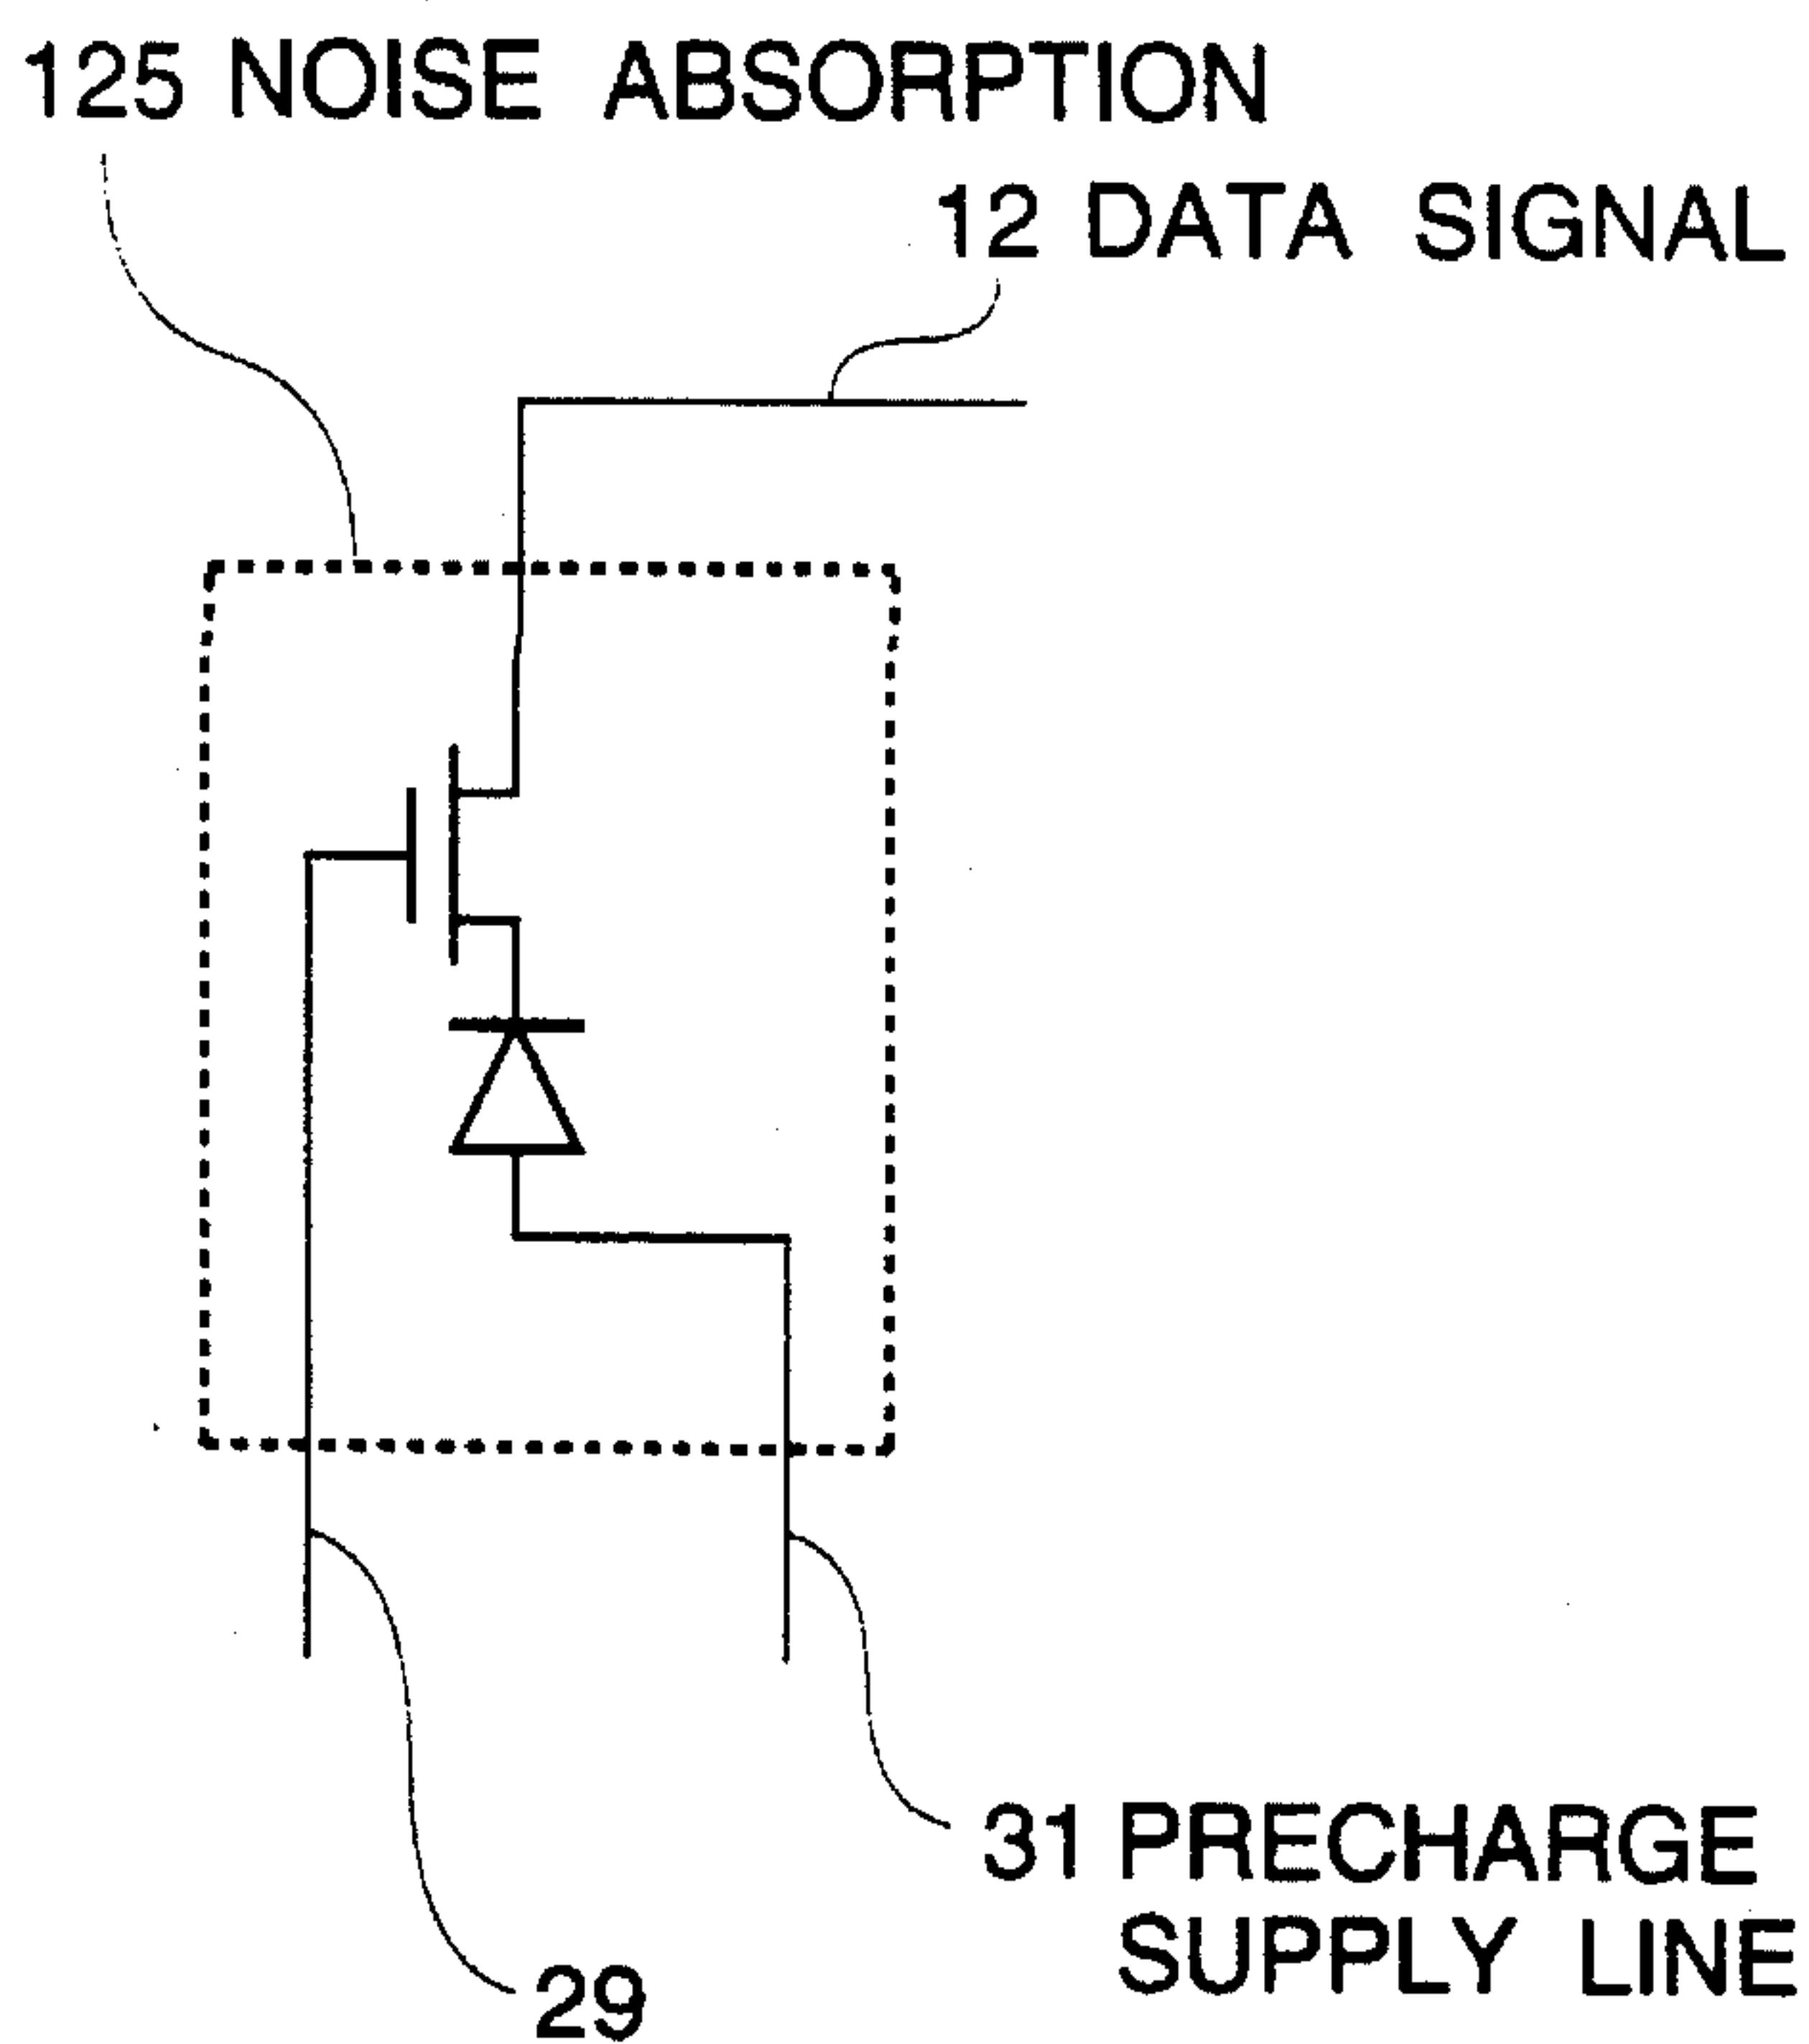 125 NOISE ABSORPTION
12 DATA SIGNAL
31 PRECHARGE
SUPPLY LINE
29